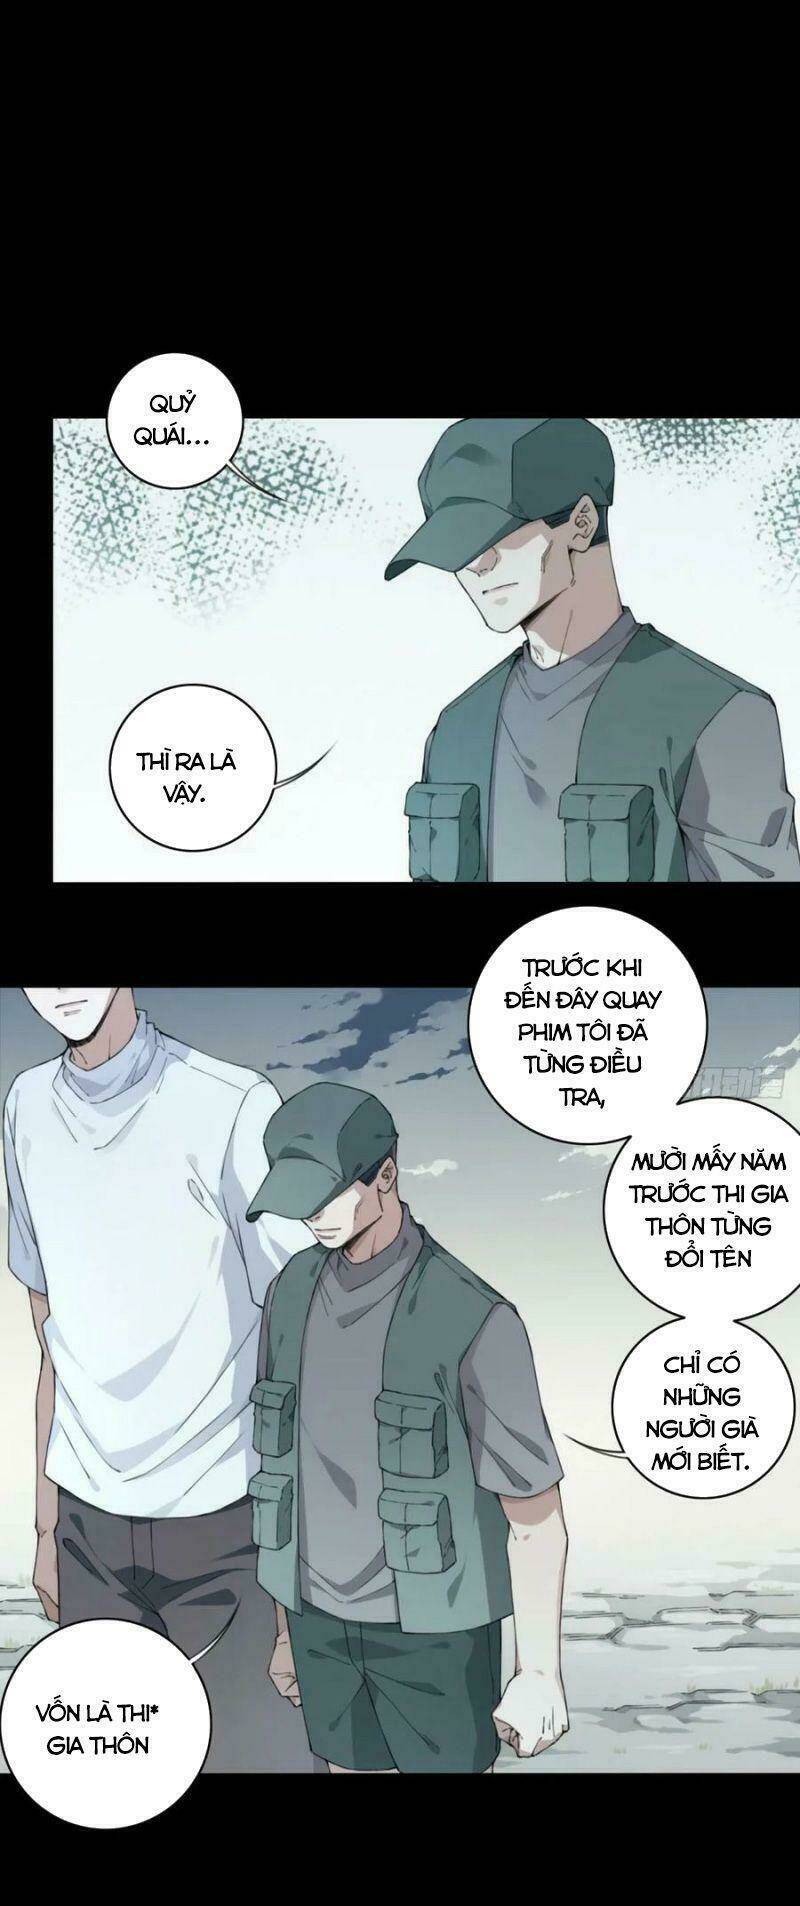 QUỶ
QUÁI...
THÌ RA LÀ
VẬY.
TRƯỚC KHI
ĐẾN ĐÂY QUAY
PHIM TÔI ĐÃ
TỪNG ĐIỀU
TRA,
MƯỜI MẤY NĂM
TRƯỚC THI GIA
THÔN TỪNG
ĐỔI TÊN
CHỈ CÓ
NHỮNG
NGƯỜI GIÀ
MỚI BIẾT.
VỐN LÀ THI*
GIA THÔN